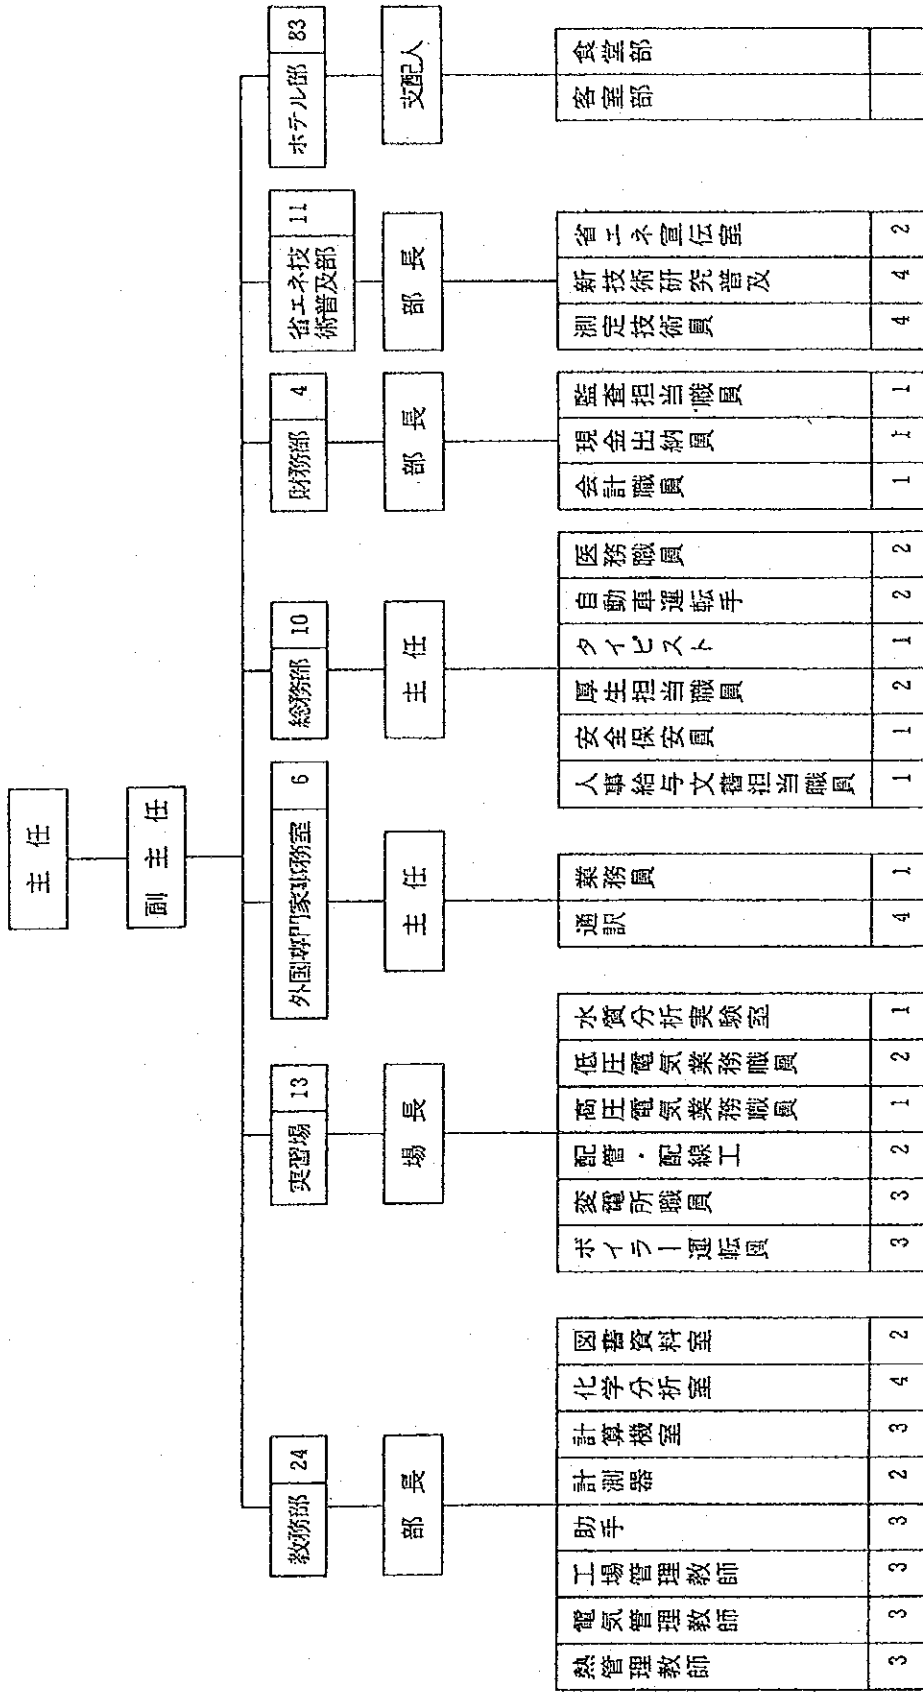 主任
副主任
教務部 24
部長
熱管理教師 3
電気管理教師 3
工場管理教師 3
助手 3
計測器 2
計算機室 3
化学分析室 4
図書資料室 2
実習場 13
場長
ボイラー運転員 3
変電所職員 3
配管・配線工 2
高圧電気業務職員 1
低圧電気業務職員 2
水質分析実験室 1
外国専門家事務室 6
主任
通訳 4
業務員 1
総務部 10
主任
人事給与文書担当職員 1
安全保安員 1
厚生担当職員 2
タイピスト 1
自動車運転手 2
医務職員 2
財務部 4
部長
会計職員 1
現金出納員 1
監査担当職員 1
省エネ技
術普及部 11
部長
測定技術員 4
新技術研究普及 4
省エネ宣伝室 2
ホテル部 83
支配人
客室部
食堂部